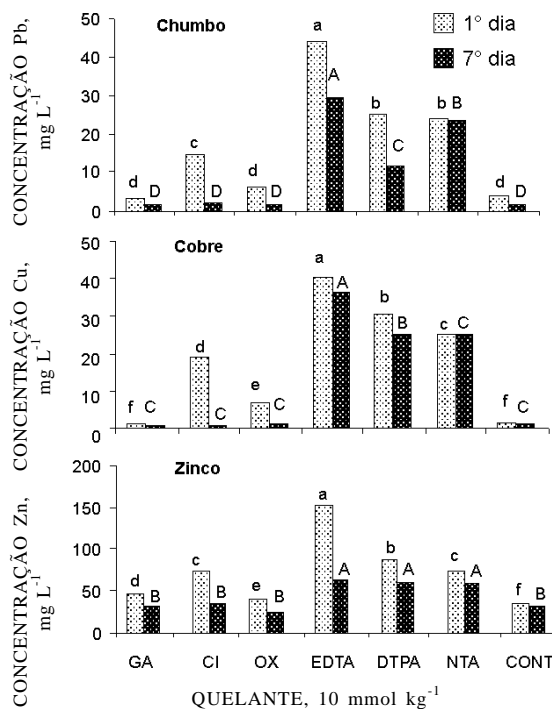 CONCENTRAÇÃO Pb,
mg L-1
50
40
30
20
10
0
Chumbo
1° dia
7° dia
d D
c D
d D
a A
b C
b B
d D
CONCENTRAÇÃO Cu,
mg L-1
50
40
30
20
10
0
Cobre
f C
d C
e C
a A
b B
c C
f C
CONCENTRAÇÃO Zn,
mg L-1
200
150
100
50
0
Zinco
d B
c B
e B
a A
b A
c A
e B
GA CI OX EDTA DTPA NTA CONT
QUELANTE, 10 mmol kg-1